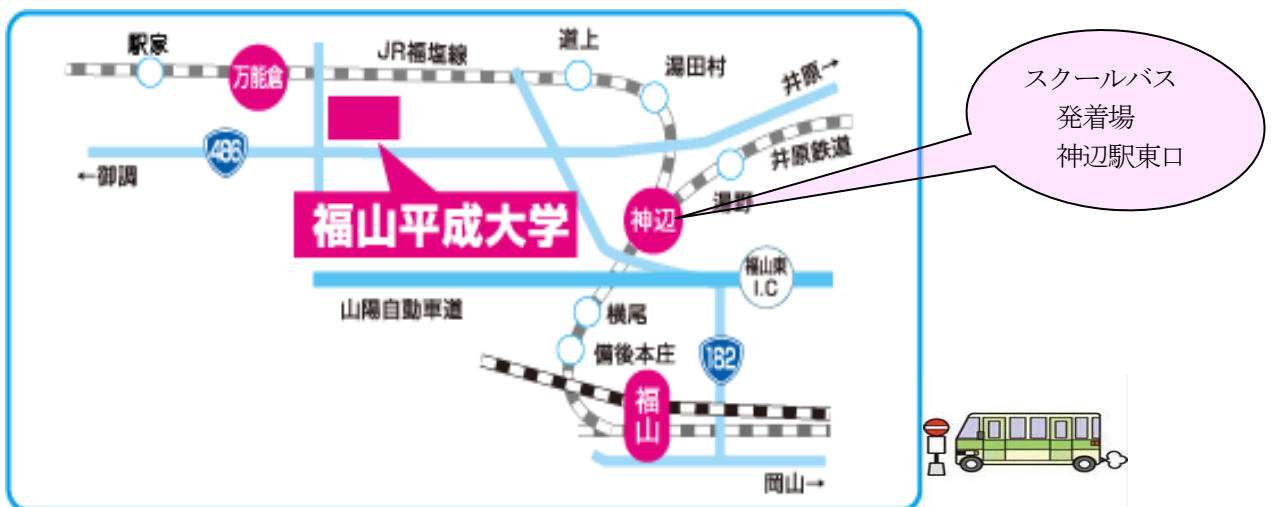 駅家
万能倉
JR福塩線
道上
湯田村
井原→
486
←御調
井原鉄道
湯野
福山平成大学
神辺
福山東
I.C
山陽自動車道
横尾
備後本庄
182
福山
岡山→
スクールバス
発着場
神辺駅東口